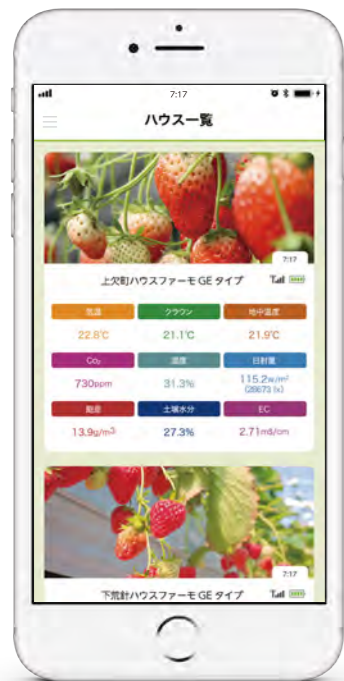 7:17
ハウス一覧
7:17
上欠町ハウスファーモ GE タイプ
気温 クラウン 地中温度
22.8℃ 21.1℃ 21.9℃
CO₂ 湿度 日射量
730ppm 31.3% 115.2w/m²
(28673 lx)
飽差 土壌水分 EC
13.9g/m³ 27.3% 2.71mS/cm
7:17
下荒針ハウスファーモ GE タイプ